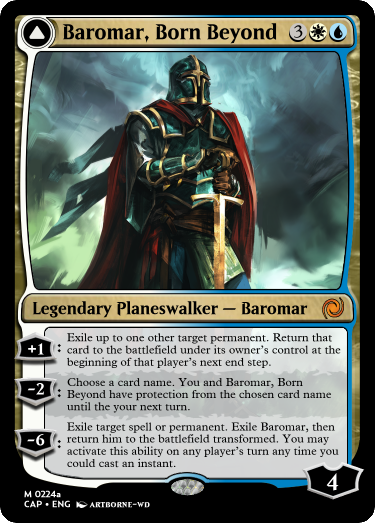 Baromar, Born Beyond 3
Legendary Planeswalker — Baromar
+1: Exile up to one other target permanent. Return that
card to the battlefield under its owner's control at the
beginning of that player's next end step.
-2: Choose a card name. You and Baromar, Born
Beyond have protection from the chosen card name
until the your next turn.
-6: Exile target spell or permanent. Exile Baromar, then
return him to the battlefield transformed. You may
activate this ability on any player's turn any time you
could cast an instant.
4
M 0224a
CAP • ENG ARTBORNE-WD